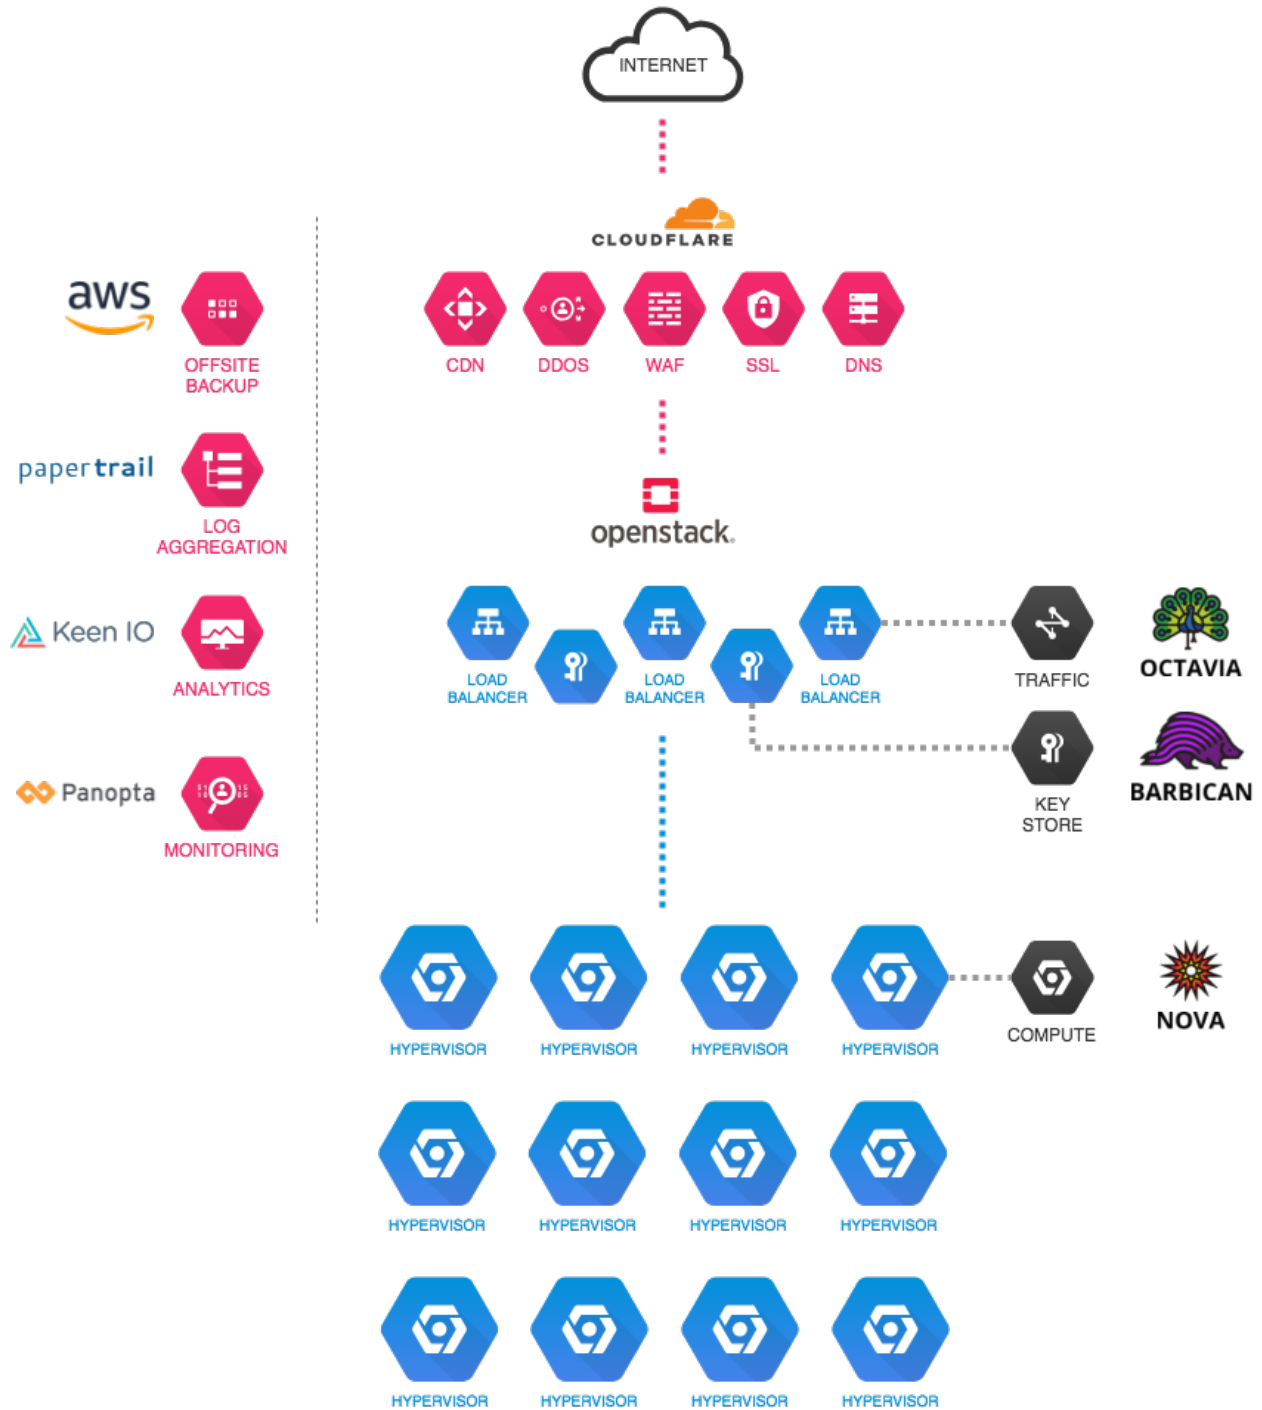 INTERNET
CLOUDFLARE
aws
OFFSITE
BACKUP
CDN
DDOS
WAF
SSL
DNS
papertrail
LOG
AGGREGATION
openstack.
Keen IO
ANALYTICS
LOAD
BALANCER
LOAD
BALANCER
LOAD
BALANCER
TRAFFIC
OCTAVIA
Panopta
MONITORING
KEY
STORE
BARBICAN
HYPERVISOR
HYPERVISOR
HYPERVISOR
HYPERVISOR
COMPUTE
NOVA
HYPERVISOR
HYPERVISOR
HYPERVISOR
HYPERVISOR
HYPERVISOR
HYPERVISOR
HYPERVISOR
HYPERVISOR